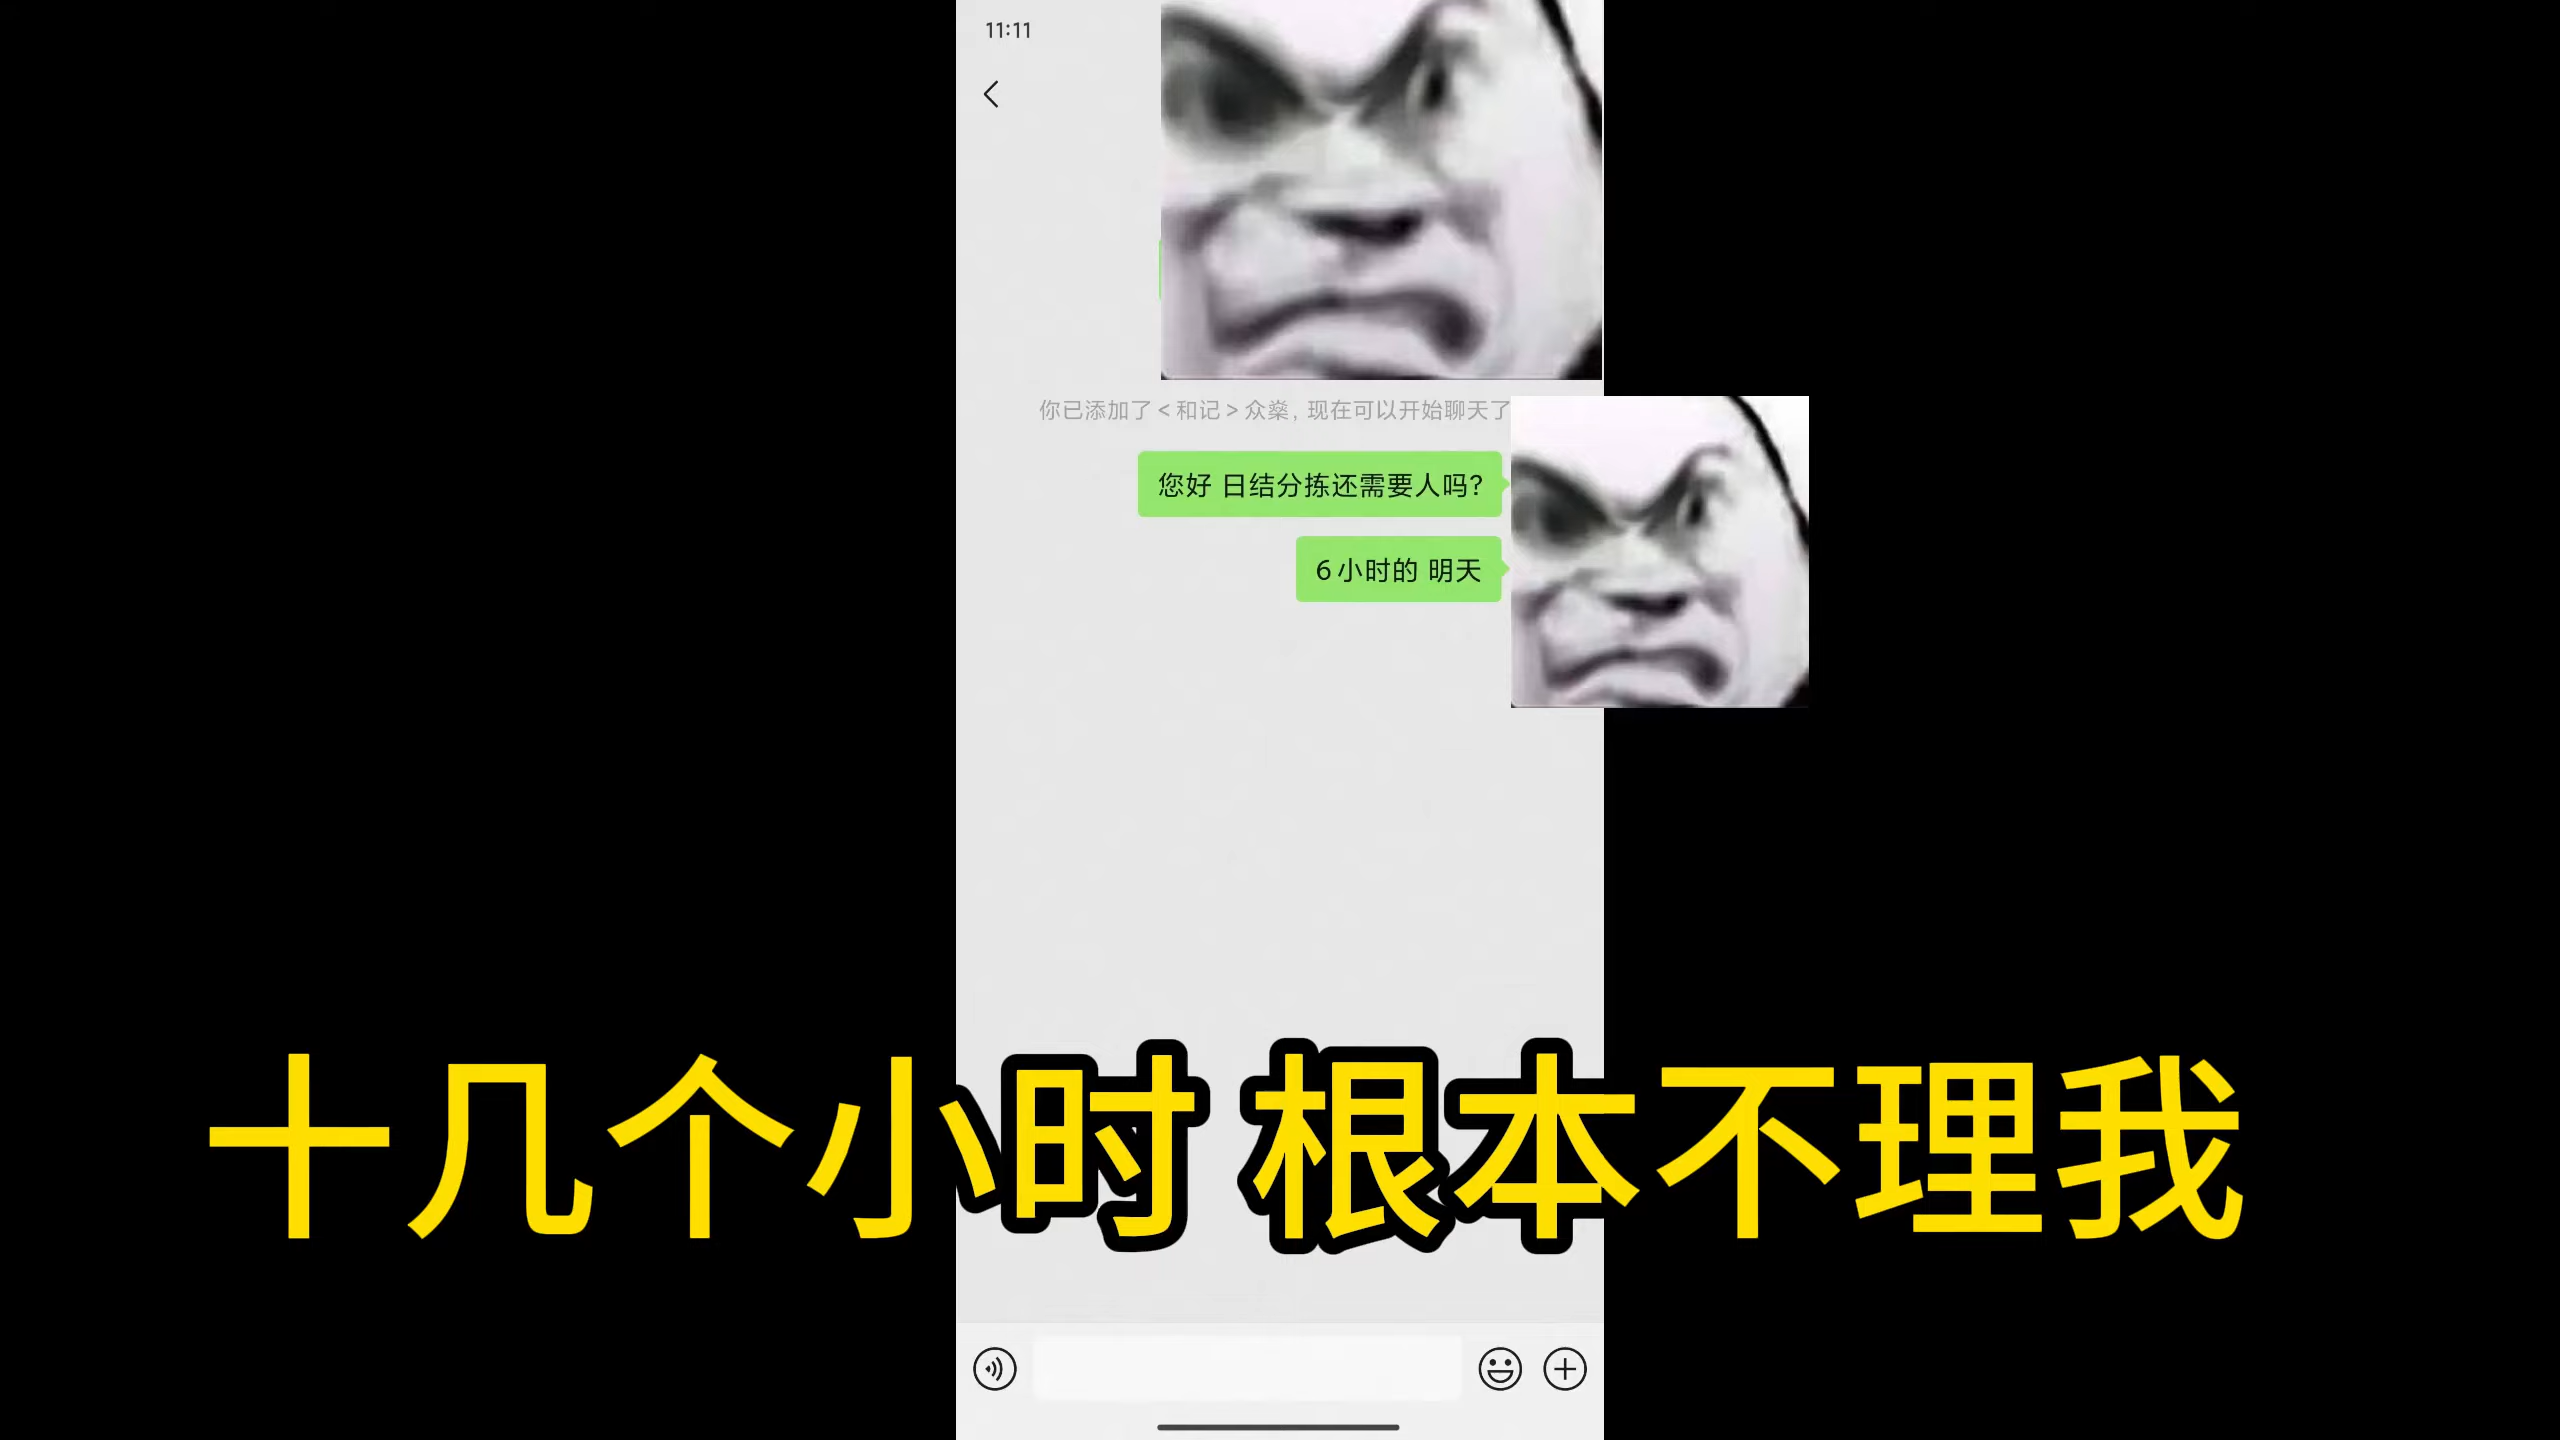 11:11
你已添加了<和记>众燊，现在可以开始聊天了
您好 日结分拣还需要人吗？
6小时的 明天
十几个小时 根本不理我